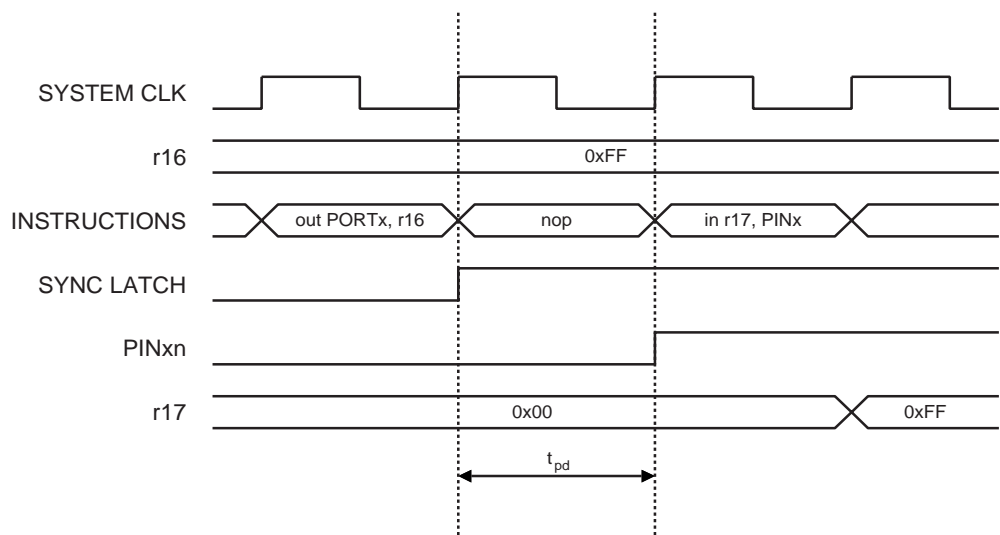 SYSTEM CLK
r16
0xFF
INSTRUCTIONS
out PORTx, r16
nop
in r17, PINx
SYNC LATCH
PINxn
r17
0x00
0xFF
tpd